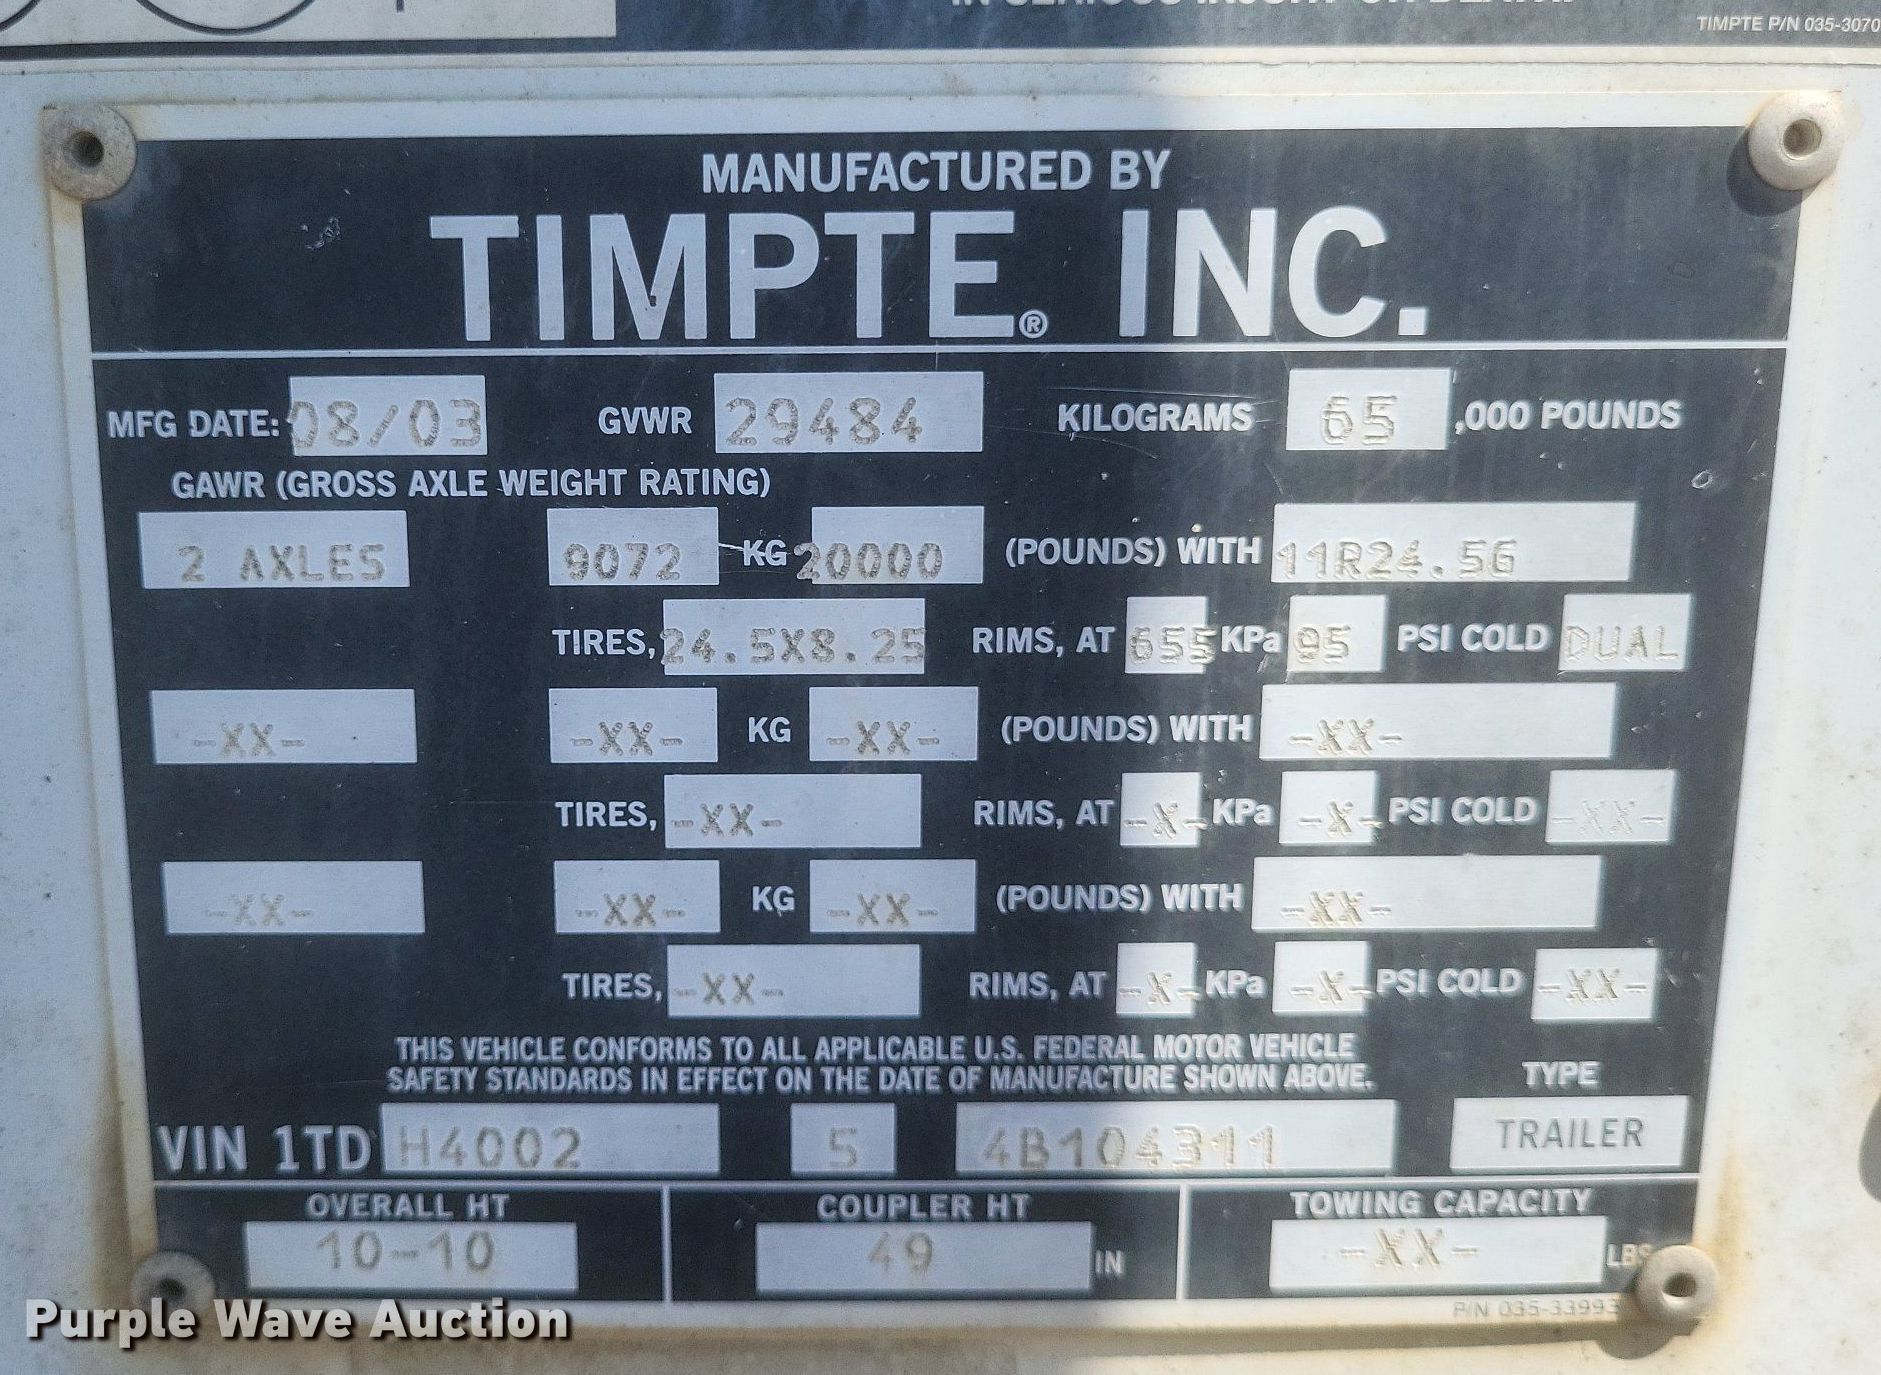 TIMPTE P/N 035-3070
MANUFACTURED BY
TIMPTE® INC.
MFG DATE: 08/03 GVWR 29484 KILOGRAMS 65 ,000 POUNDS
GAWR (GROSS AXLE WEIGHT RATING)
2 AXLES 9072 KG 20000 (POUNDS) WITH 11R24.5G
TIRES, 24.5X8.25 RIMS, AT 655 KPa 95 PSI COLD DUAL
-XX- -XX- KG -XX- (POUNDS) WITH -XX-
TIRES, -XX- RIMS, AT -X- KPa -X- PSI COLD -XX-
-XX- -XX- KG -XX- (POUNDS) WITH -XX-
TIRES, -XX- RIMS, AT -X- KPa -X- PSI COLD -XX-
THIS VEHICLE CONFORMS TO ALL APPLICABLE U.S. FEDERAL MOTOR VEHICLE
SAFETY STANDARDS IN EFFECT ON THE DATE OF MANUFACTURE SHOWN ABOVE. TYPE
VIN 1TD H4002 5 4B104311 TRAILER
OVERALL HT COUPLER HT TOWING CAPACITY
10-10 49 IN -XX- LBS
P/N 035-33993
Purple Wave Auction